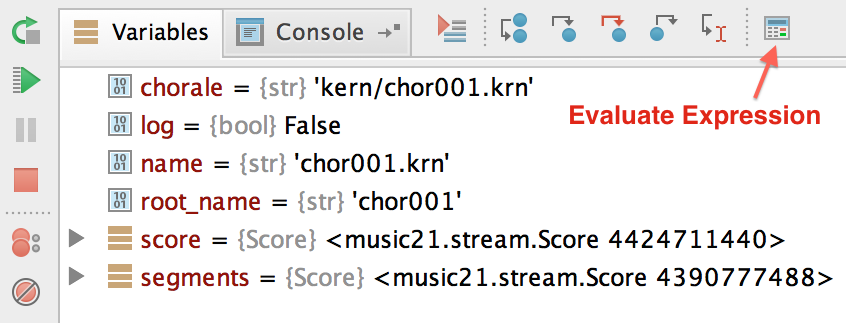 Variables
Console
Evaluate Expression
chorale = {str} 'kern/chor001.krn'
log = {bool} False
name = {str} 'chor001.krn'
root_name = {str} 'chor001'
score = {Score} <music21.stream.Score 4424711440>
segments = {Score} <music21.stream.Score 4390777488>